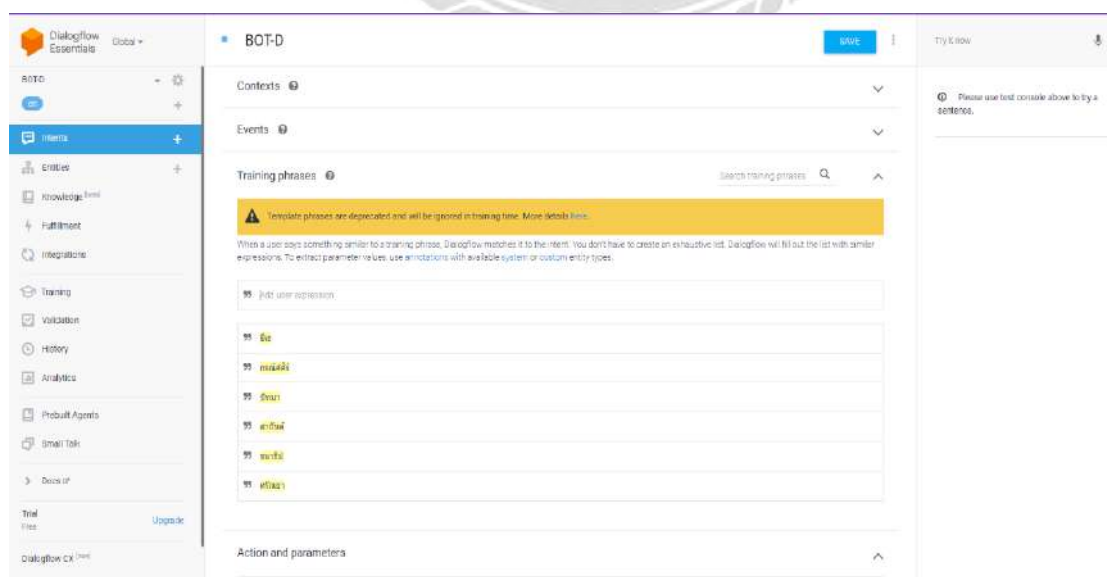 Dialogflow
Essentials
Global
BOT-D
SAVE
Try it now
BOT-D
Contexts
Please use test console above to try a
sentence.
Events
Intents
Entities
Training phrases
Search training phrases
Knowledge
Template phrases are deprecated and will be ignored in training time. More details here.
Fulfillment
When a user says something similar to a training phrase, Dialogflow matches it to the intent. You don't have to create an exhaustive list. Dialogflow will fill out the list with similar
expressions. To extract parameter values, use annotations with available system or custom entity types.
Integrations
Add user expression
Training
Validation
History
Analytics
Prebuilt Agents
Small Talk
Docs
Trial
Free
Upgrade
Action and parameters
Dialogflow CX